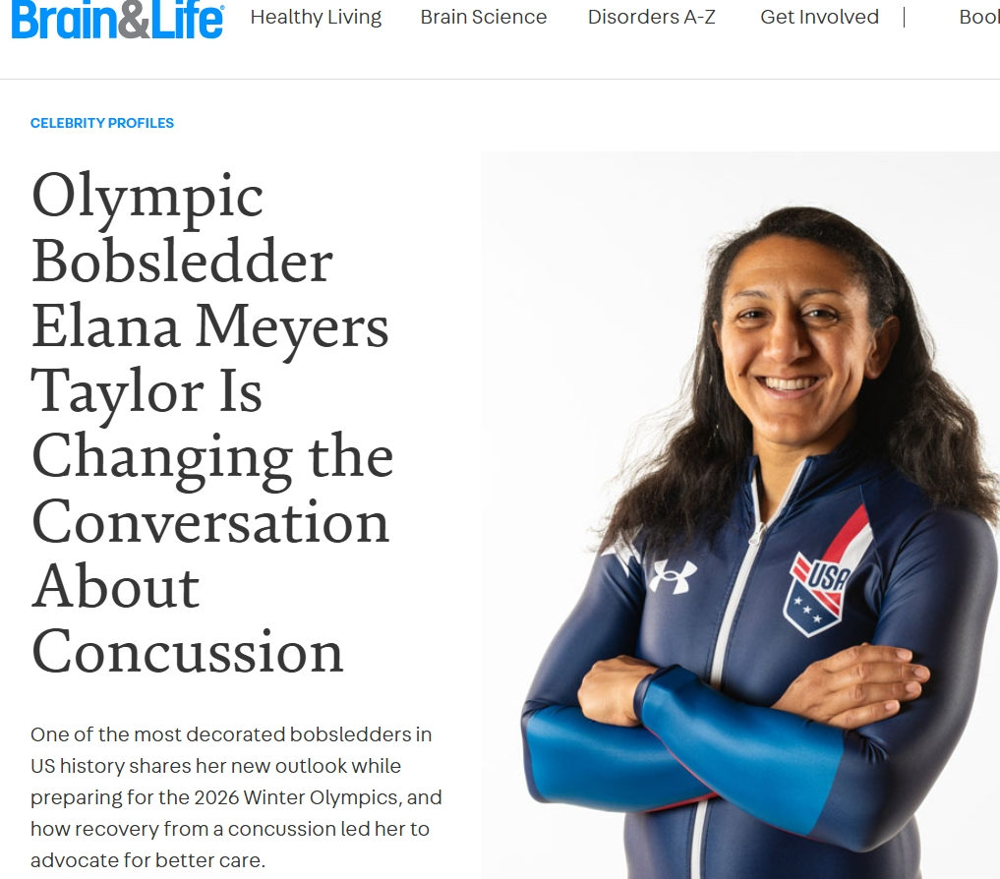 Brain&Life®
Healthy Living
Brain Science
Disorders A-Z
Get Involved
CELEBRITY PROFILES
Olympic
Bobsledder
Elana Meyers
Taylor Is
Changing the
Conversation
About
Concussion
One of the most decorated bobsledders in
US history shares her new outlook while
preparing for the 2026 Winter Olympics, and
how recovery from a concussion led her to
advocate for better care.
USA